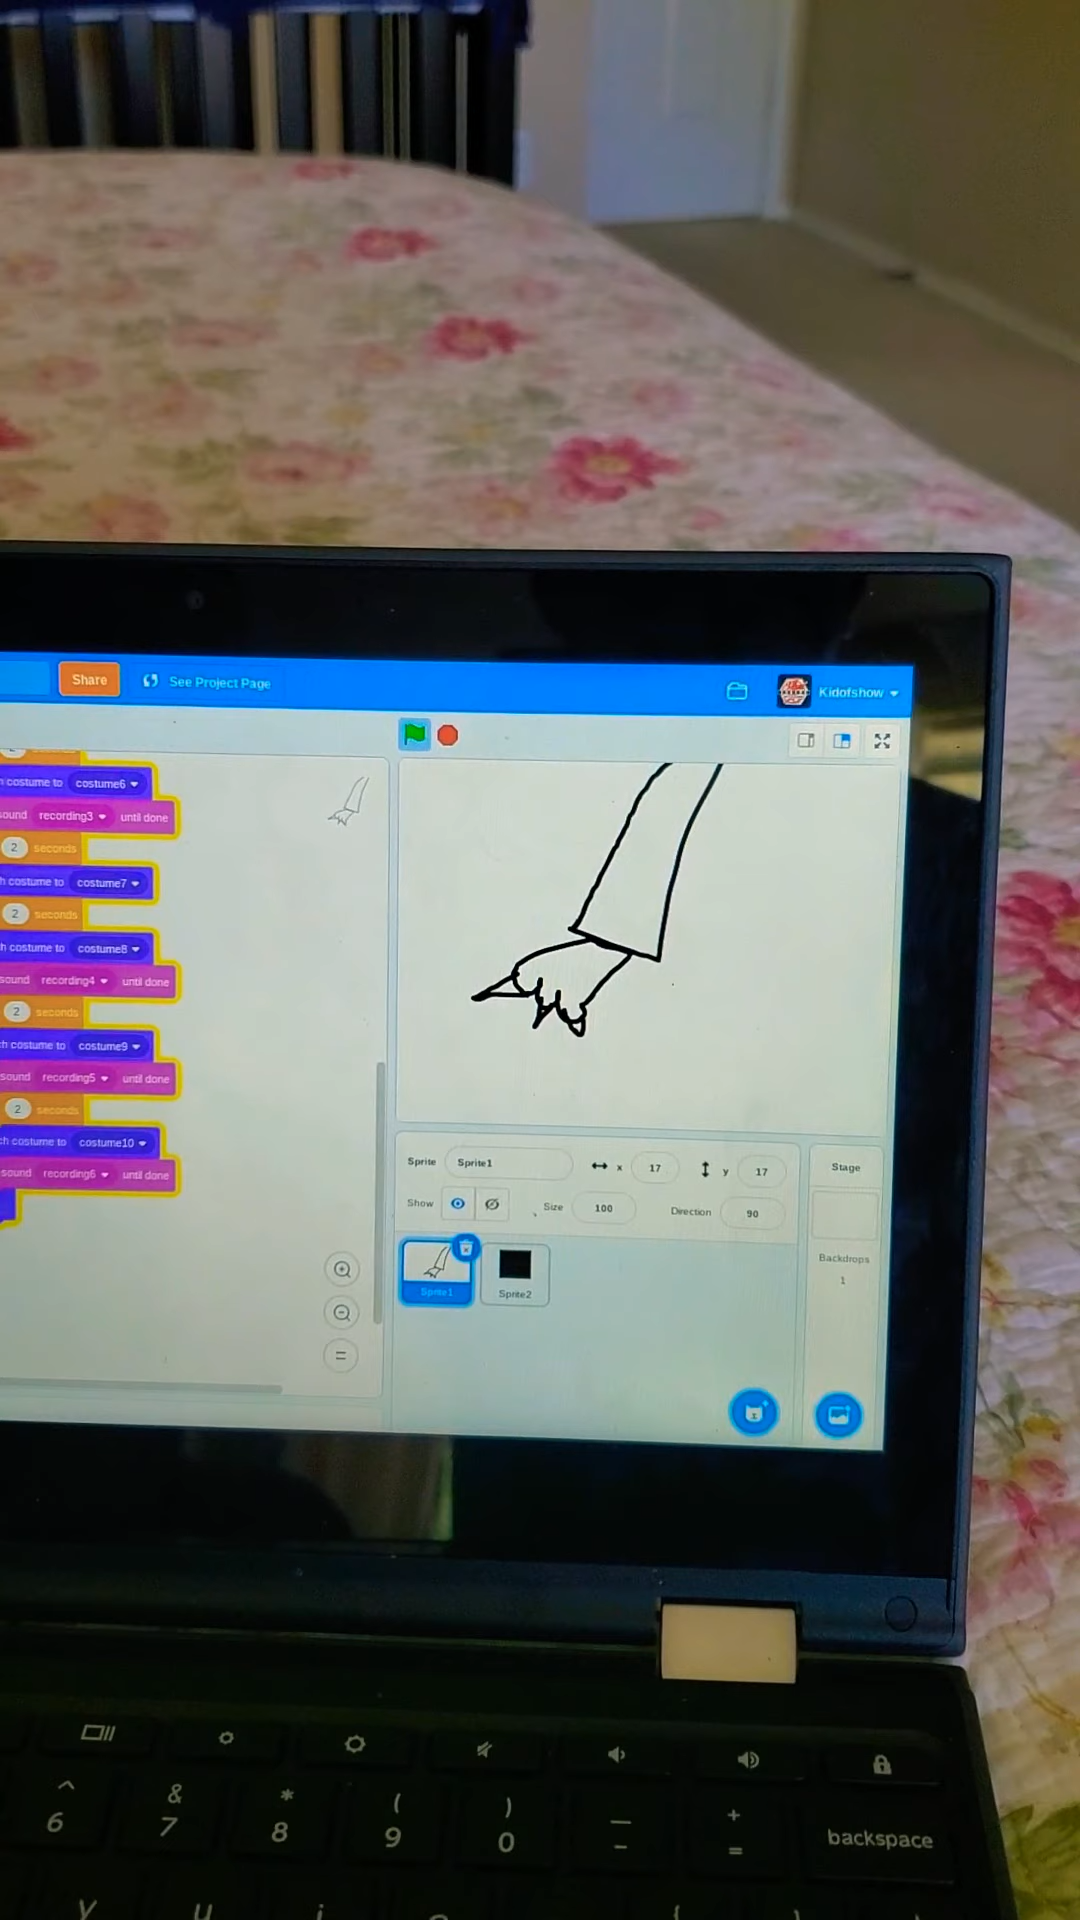 Share See Project Page Kidofshow
costume to costume6
sound recording3 until done
2 seconds
h costume to costume7
2 seconds
h costume to costume8
sound recording4 until done
2 seconds
ch costume to costume9
sound recording5 until done
2 seconds
ch costume to costume10
sound recording6 until done
Sprite Sprite1 x 17 y 17
Show Size 100 Direction 90
Sprite1 Sprite2
Stage
Backdrops
1
^ & * ( ) — +
6 7 8 9 0 - = backspace
y u i {